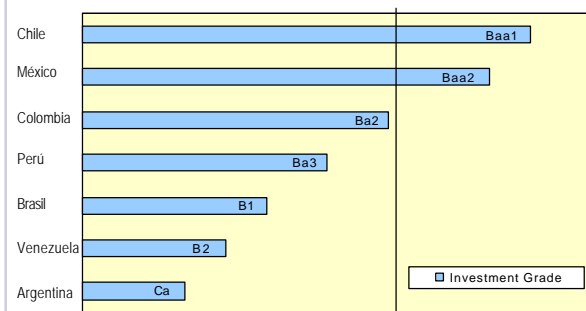 Chile Baa1
México Baa2
Colombia Ba2
Perú Ba3
Brasil B1
Venezuela B2
Investment Grade
Argentina Ca